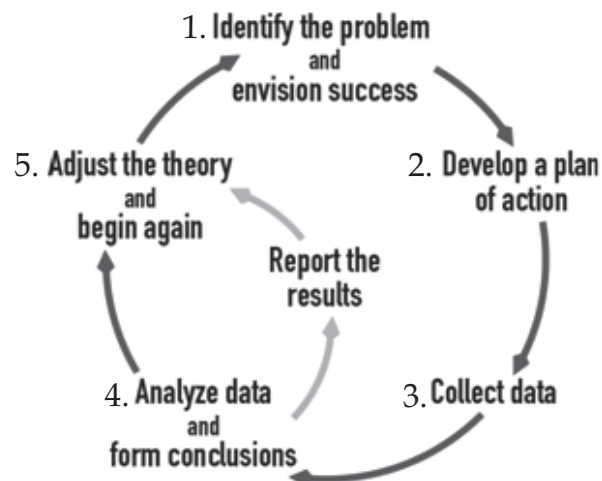 1. Identify the problem
and
envision success
2. Develop a plan
of action
3. Collect data
4. Analyze data
and
form conclusions
Report the
results
5. Adjust the theory
and
begin again